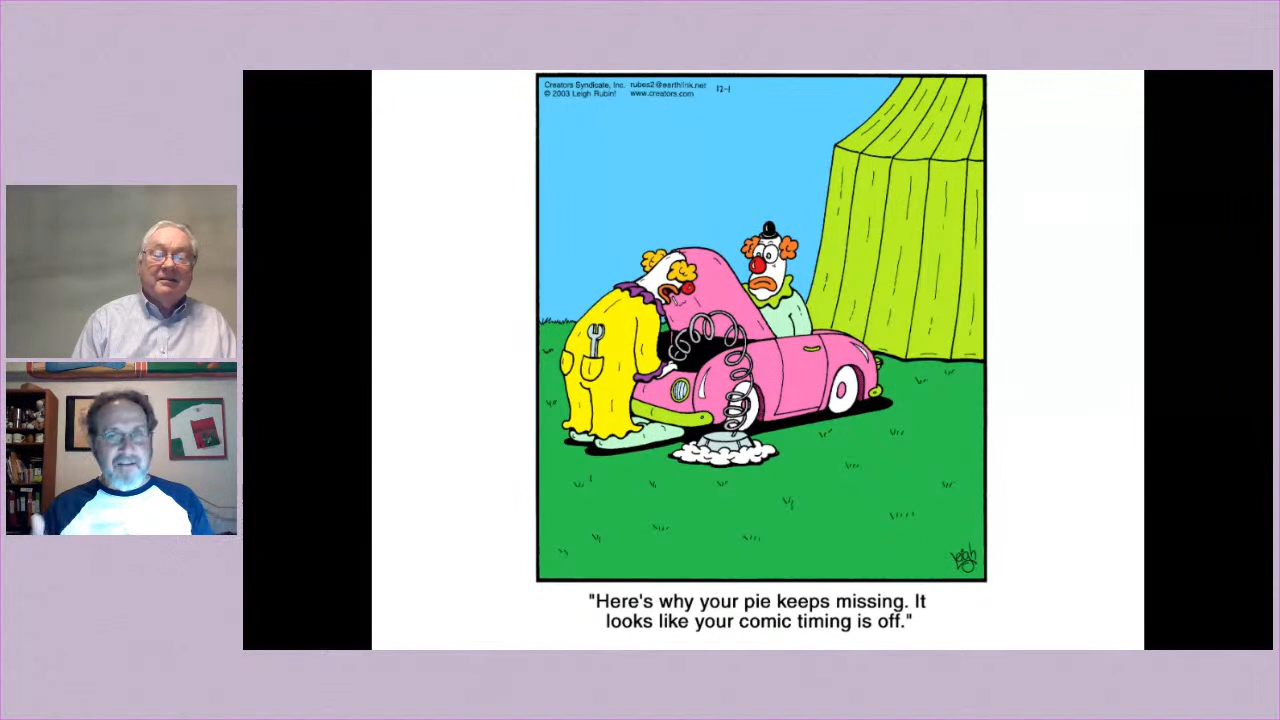 Creators Syndicate, Inc. rubes2@earthlink.net 12-1
© 2003 Leigh Rubin! www.creators.com
Leigh
"Here's why your pie keeps missing. It
looks like your comic timing is off."